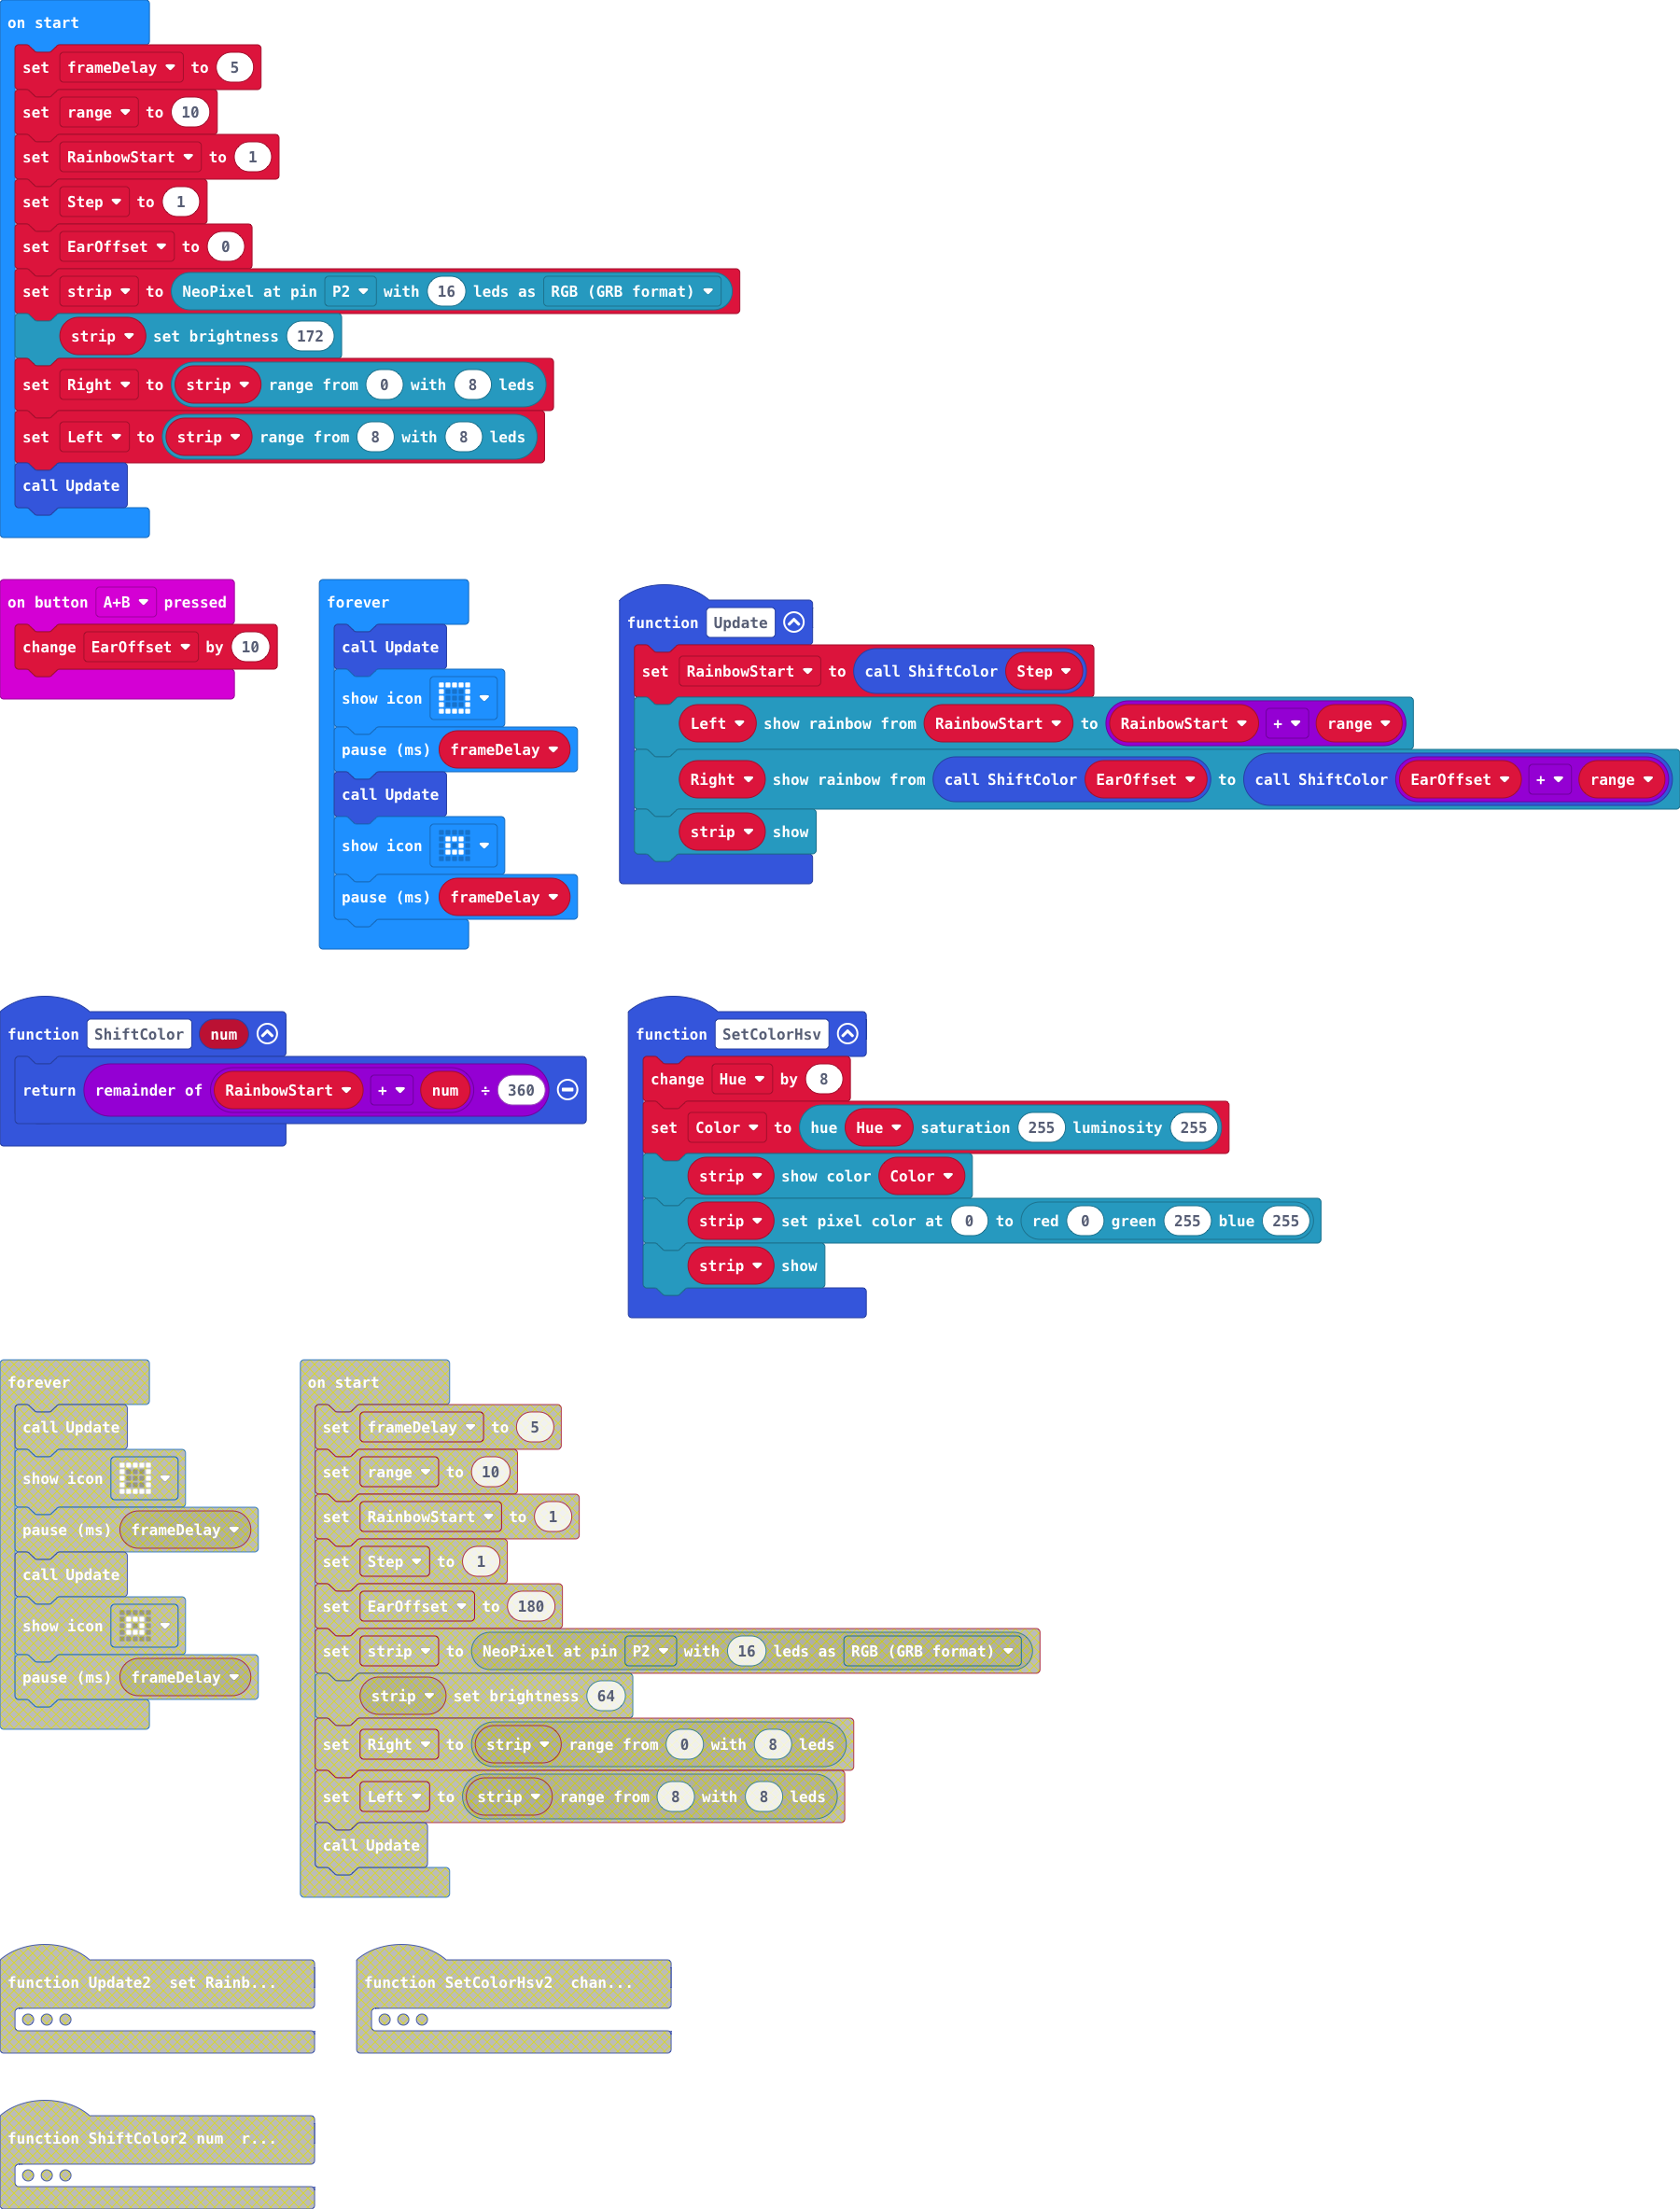 on start
set frameDelay to 5
set range to 10
set RainbowStart to 1
set Step to 1
set EarOffset to 0
set strip to NeoPixel at pin P2 with 16 leds as RGB (GRB format)
strip set brightness 172
set Right to strip range from 0 with 8 leds
set Left to strip range from 8 with 8 leds
call Update
on button A+B pressed
change EarOffset by 10
forever
call Update
show icon
pause (ms) frameDelay
call Update
show icon
pause (ms) frameDelay
function Update
set RainbowStart to call ShiftColor Step
Left show rainbow from RainbowStart to RainbowStart + range
Right show rainbow from call ShiftColor EarOffset to call ShiftColor EarOffset + range
strip show
function ShiftColor num
return remainder of RainbowStart + num ÷ 360
function SetColorHsv
change Hue by 8
set Color to hue Hue saturation 255 luminosity 255
strip show color Color
strip set pixel color at 0 to red 0 green 255 blue 255
strip show
forever
call Update
show icon
pause (ms) frameDelay
call Update
show icon
pause (ms) frameDelay
on start
set frameDelay to 5
set range to 10
set RainbowStart to 1
set Step to 1
set EarOffset to 180
set strip to NeoPixel at pin P2 with 16 leds as RGB (GRB format)
strip set brightness 64
set Right to strip range from 0 with 8 leds
set Left to strip range from 8 with 8 leds
call Update
function Update2 set Rainb...
function SetColorHsv2 chan...
function ShiftColor2 num r...